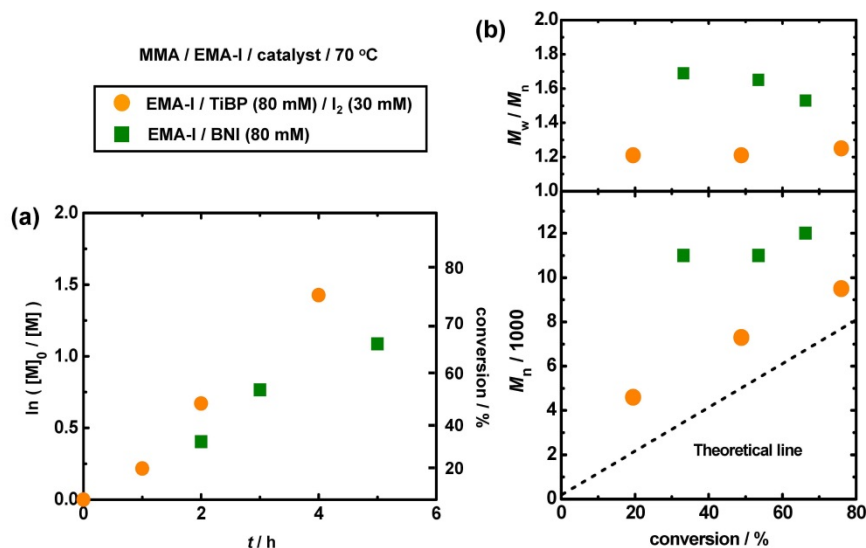 MMA / EMA-I / catalyst / 70 °C
EMA-I / TiBP (80 mM) / I₂ (30 mM)
EMA-I / BNI (80 mM)
(a)
2.0
1.5
1.0
0.5
0.0
ln ( [M]₀ / [M] )
80
70
60
40
20
conversion / %
0 2 4 6
t / h
(b)
2.0
1.8
1.6
1.4
1.2
1.0
Mw / Mn
12
10
8
6
4
2
0
Mn / 1000
Theoretical line
0 20 40 60 80
conversion / %